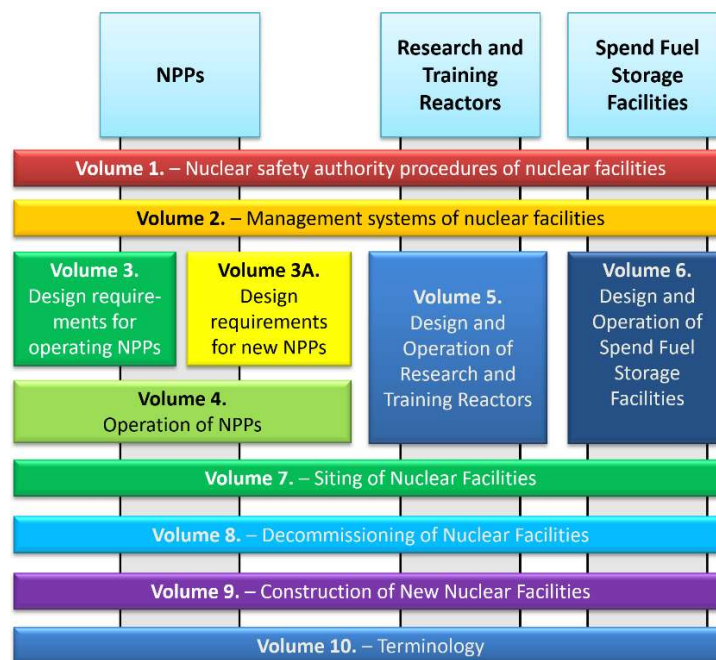 NPPs
Research and
Training
Reactors
Spend Fuel
Storage
Facilities
Volume 1. – Nuclear safety authority procedures of nuclear facilities
Volume 2. – Management systems of nuclear facilities
Volume 3.
Design require-
ments for
operating NPPs
Volume 3A.
Design
requirements
for new NPPs
Volume 4.
Operation of NPPs
Volume 5.
Design and
Operation of
Research and
Training Reactors
Volume 6.
Design and
Operation of
Spend Fuel
Storage
Facilities
Volume 7. – Siting of Nuclear Facilities
Volume 8. – Decommissioning of Nuclear Facilities
Volume 9. – Construction of New Nuclear Facilities
Volume 10. – Terminology